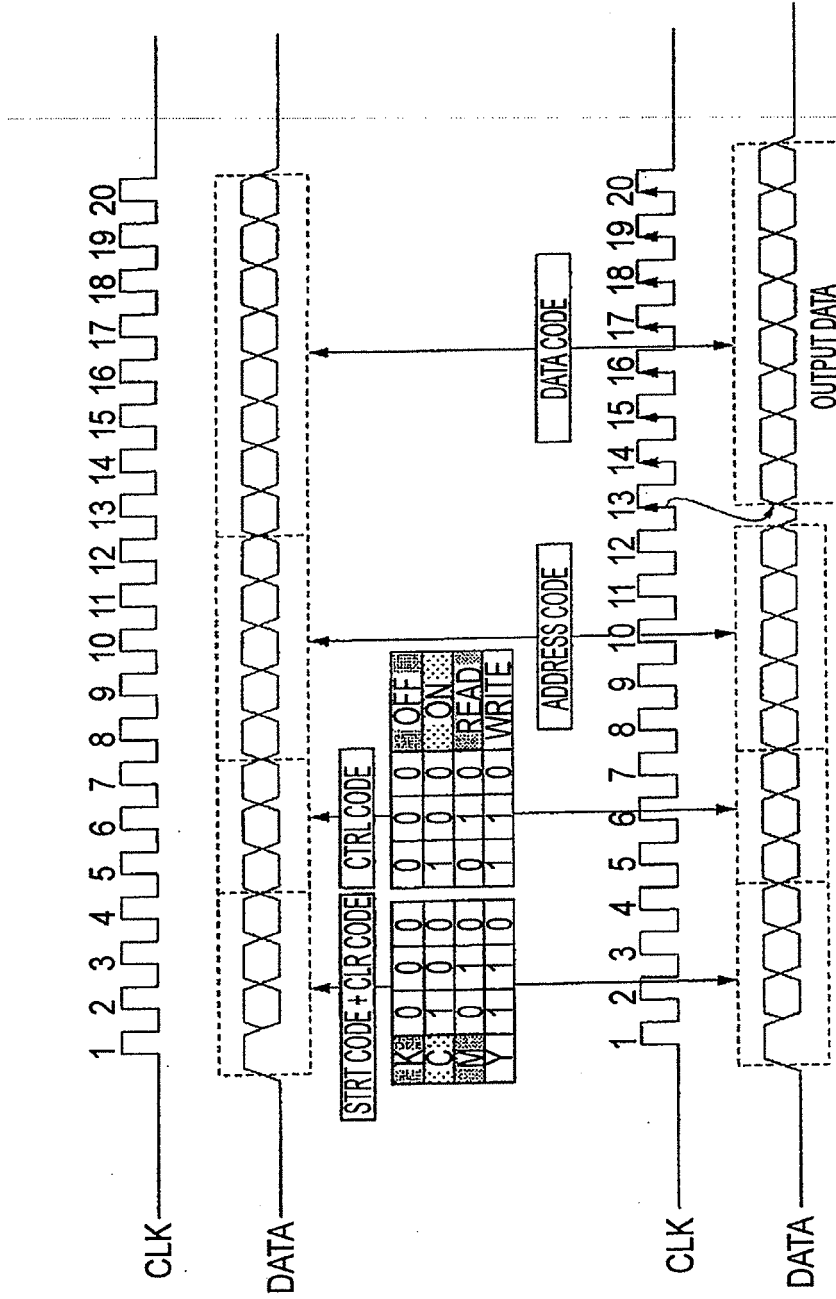 CLK
1 2 3 4 5 6 7 8 9 10 11 12 13 14 15 16 17 18 19 20
DATA
STRT CODE + CLR CODE
CTRL CODE
K 0 0 0
C 1 0 0
M 0 1 0
Y 1 1 0
0 0 0 OFF
1 0 0 ON
0 1 0 READ
1 1 0 WRITE
ADDRESS CODE
DATA CODE
CLK
1 2 3 4 5 6 7 8 9 10 11 12 13 14 15 16 17 18 19 20
DATA
OUTPUT DATA